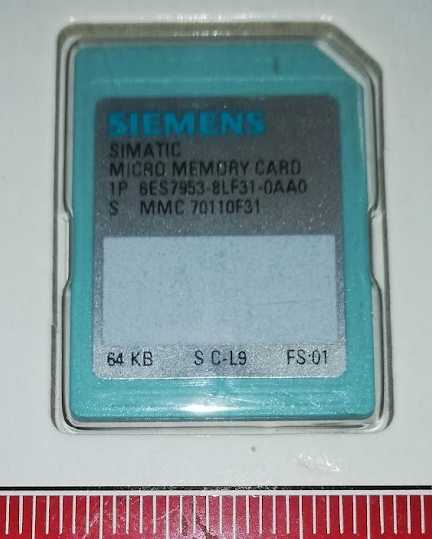 SIEMENS
SIMATIC
MICRO MEMORY CARD
1P 6ES7953-8LF31-0AA0
S MMC 70110F31
64 KB S C-L9 FS:01